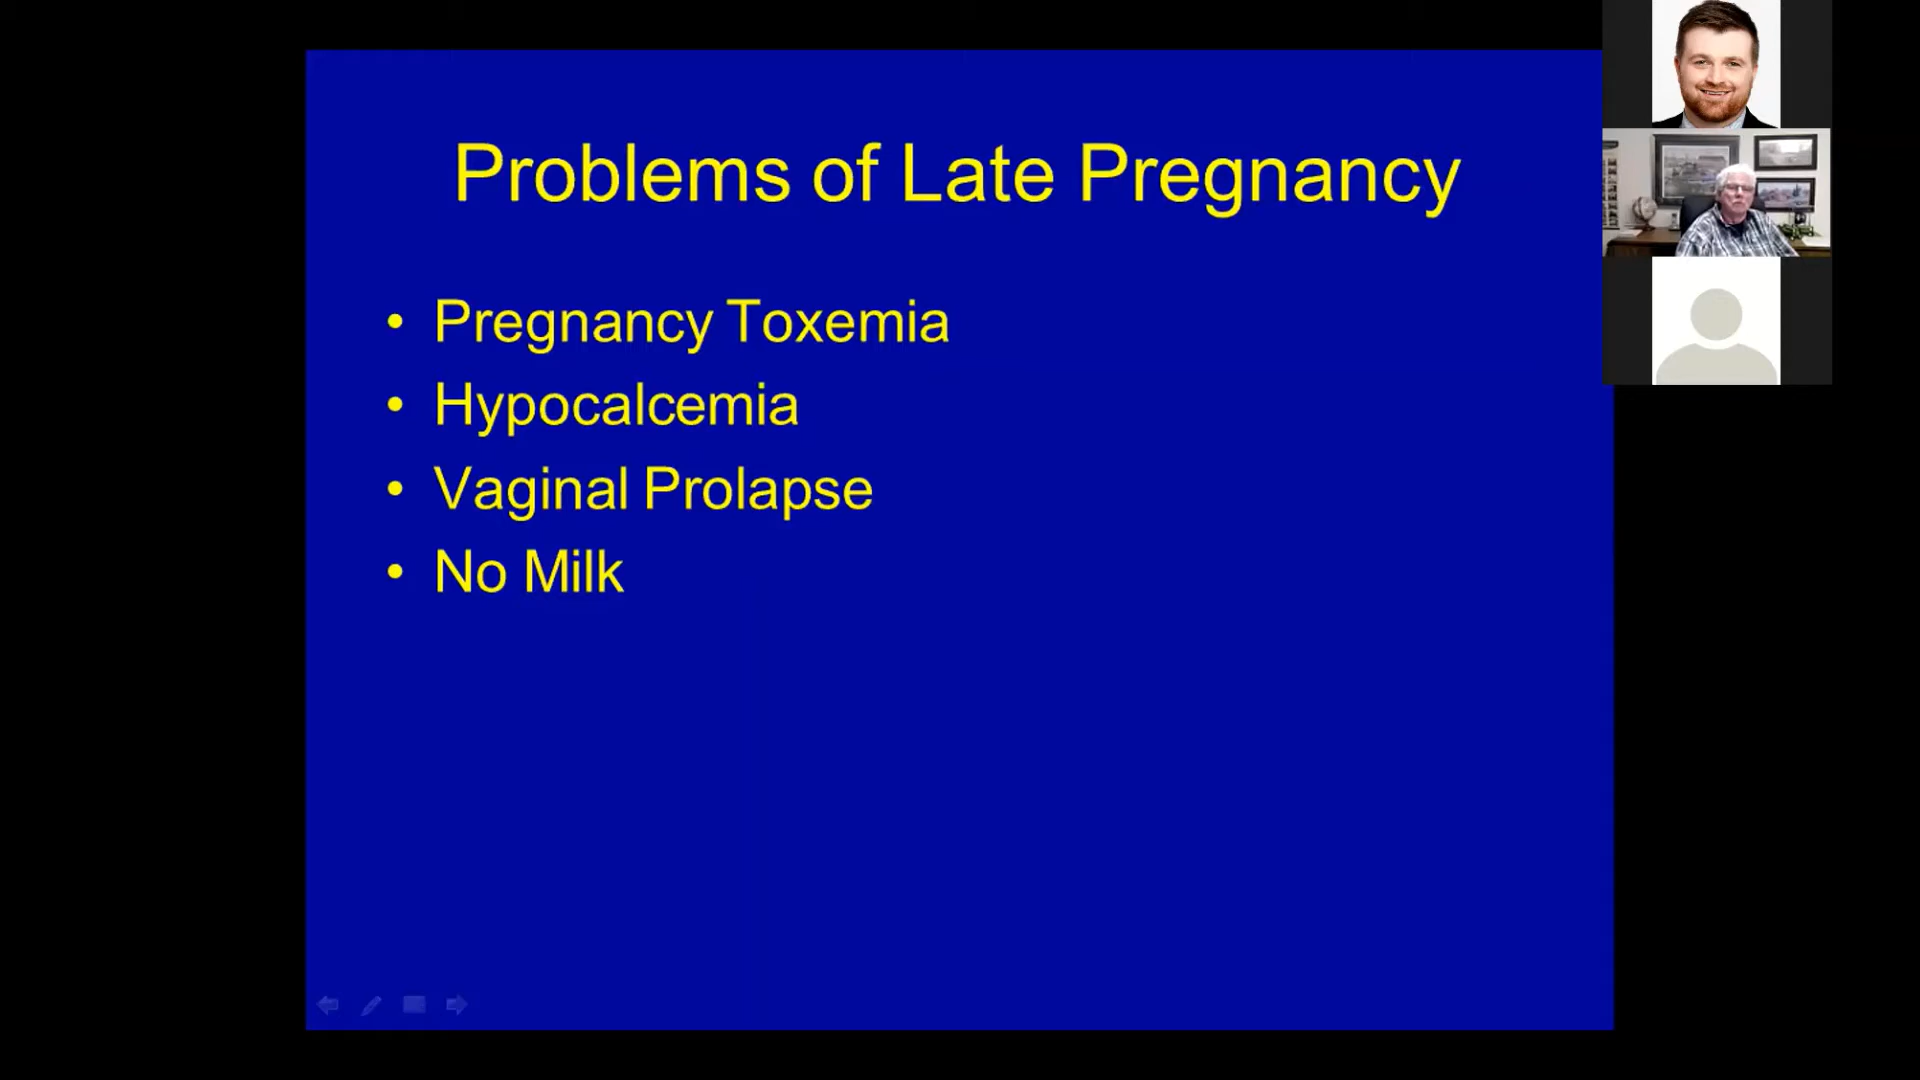 Problems of Late Pregnancy
• Pregnancy Toxemia
• Hypocalcemia
• Vaginal Prolapse
• No Milk